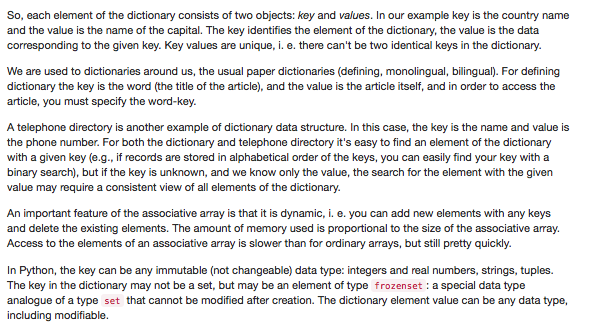 So, each element of the dictionary consists of two objects: key and values. In our example key is the country name
and the value is the name of the capital. The key identifies the element of the dictionary, the value is the data
corresponding to the given key. Key values are unique, i. e. there can't be two identical keys in the dictionary.
We are used to dictionaries around us, the usual paper dictionaries (defining, monolingual, bilingual). For defining
dictionary the key is the word (the title of the article), and the value is the article itself, and in order to access the
article, you must specify the word-key.
A telephone directory is another example of dictionary data structure. In this case, the key is the name and value is
the phone number. For both the dictionary and telephone directory it's easy to find an element of the dictionary
with a given key (e.g., if records are stored in alphabetical order of the keys, you can easily find your key with a
binary search), but if the key is unknown, and we know only the value, the search for the element with the given
value may require a consistent view of all elements of the dictionary.
An important feature of the associative array is that it is dynamic, i. e. you can add new elements with any keys
and delete the existing elements. The amount of memory used is proportional to the size of the associative array.
Access to the elements of an associative array is slower than for ordinary arrays, but still pretty quickly.
In Python, the key can be any immutable (not changeable) data type: integers and real numbers, strings, tuples.
The key in the dictionary may not be a set, but may be an element of type frozenset : a special data type
analogue of a type set that cannot be modified after creation. The dictionary element value can be any data type,
including modifiable.